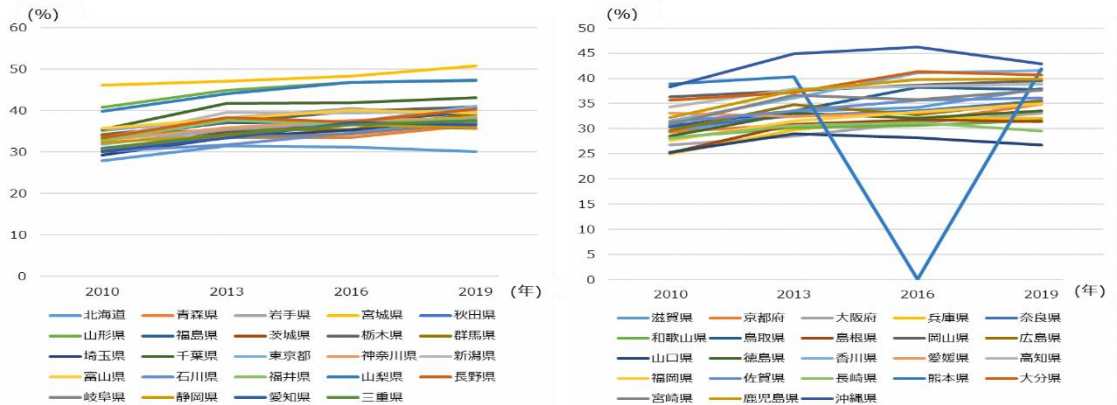 (%)
60
50
40
30
20
10
0
2010 2013 2016 2019 (年)
北海道 青森県 岩手県 宮城県 秋田県
山形県 福島県 茨城県 栃木県 群馬県
埼玉県 千葉県 東京都 神奈川県 新潟県
富山県 石川県 福井県 山梨県 長野県
岐阜県 静岡県 愛知県 三重県
(%)
50
45
40
35
30
25
20
15
10
5
0
2010 2013 2016 2019 (年)
滋賀県 京都府 大阪府 兵庫県 奈良県
和歌山県 鳥取県 島根県 岡山県 広島県
山口県 徳島県 香川県 愛媛県 高知県
福岡県 佐賀県 長崎県 熊本県 大分県
宮崎県 鹿児島県 沖縄県